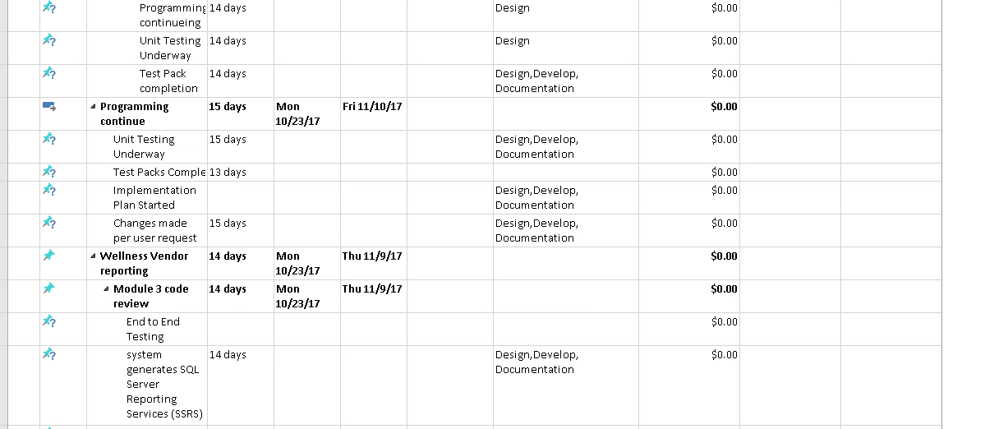 Programming 14 days Design $0.00
continueing
Unit Testing 14 days Design $0.00
Underway
Test Pack 14 days Design,Develop, $0.00
completion Documentation
Programming 15 days Mon Fri 11/10/17 $0.00
continue 10/23/17
Unit Testing 15 days Design,Develop, $0.00
Underway Documentation
Test Packs Comple 13 days $0.00
Implementation Design,Develop, $0.00
Plan Started Documentation
Changes made 15 days Design,Develop, $0.00
per user request Documentation
Wellness Vendor 14 days Mon Thu 11/9/17 $0.00
reporting 10/23/17
Module 3 code 14 days Mon Thu 11/9/17 $0.00
review 10/23/17
End to End $0.00
Testing
system 14 days Design,Develop, $0.00
generates SQL Documentation
Server
Reporting
Services (SSRS)